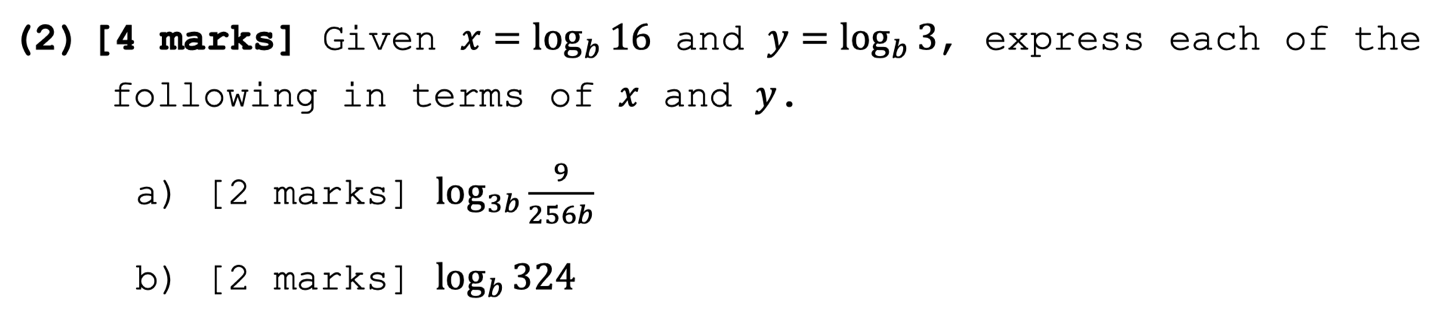 (2) [4 marks] Given x = log_b 16 and y = log_b 3, express each of the
following in terms of x and y.
a) [2 marks] log_{3b} \frac{9}{256b}
b) [2 marks] log_b 324